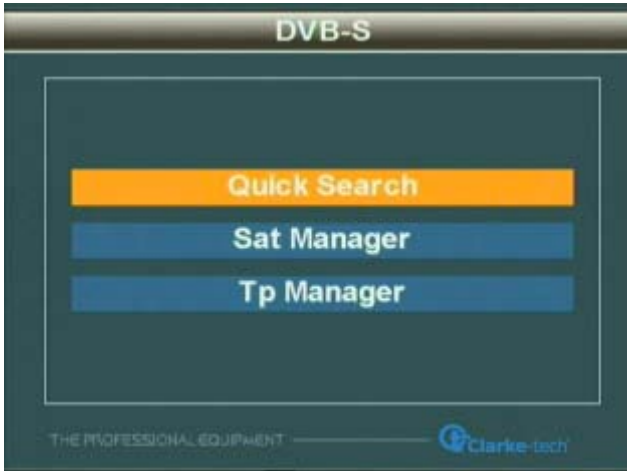 DVB-S
Quick Search
Sat Manager
Tp Manager
THE PROFESSIONAL EQUIPMENT
Clarke-tech